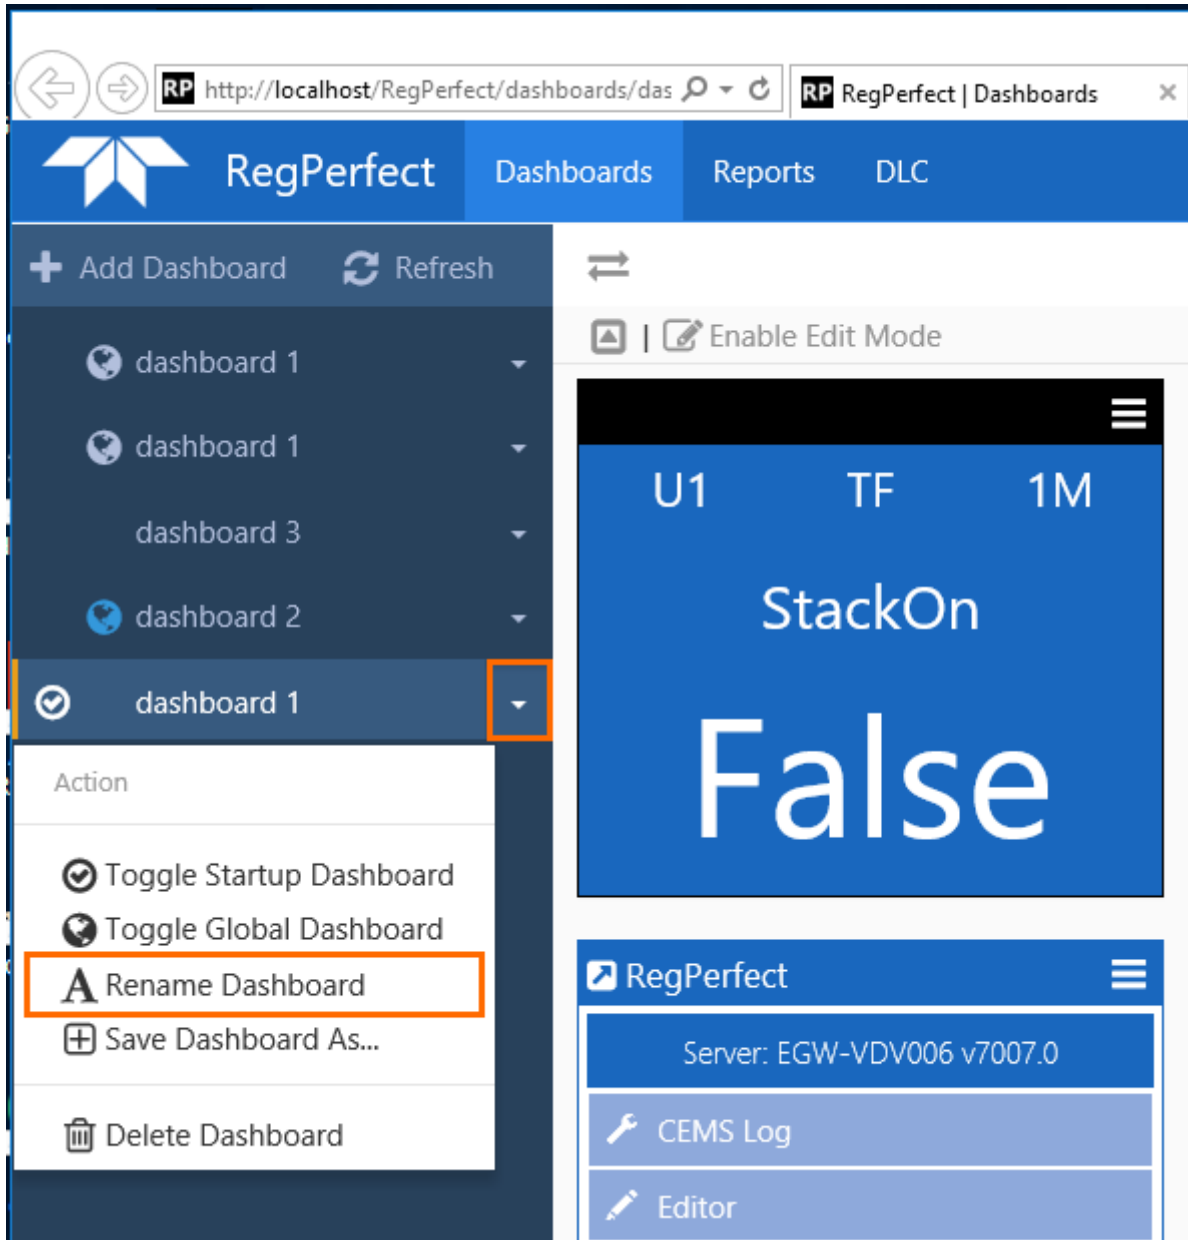 RP http://localhost/RegPerfect/dashboards/das
RP RegPerfect | Dashboards
RegPerfect Dashboards Reports DLC
Add Dashboard Refresh
| Enable Edit Mode
dashboard 1
dashboard 1
dashboard 3
dashboard 2
dashboard 1
Action
Toggle Startup Dashboard
Toggle Global Dashboard
A Rename Dashboard
Save Dashboard As...
Delete Dashboard
U1 TF 1M
StackOn
False
RegPerfect
Server: EGW-VDV006 v7007.0
CEMS Log
Editor